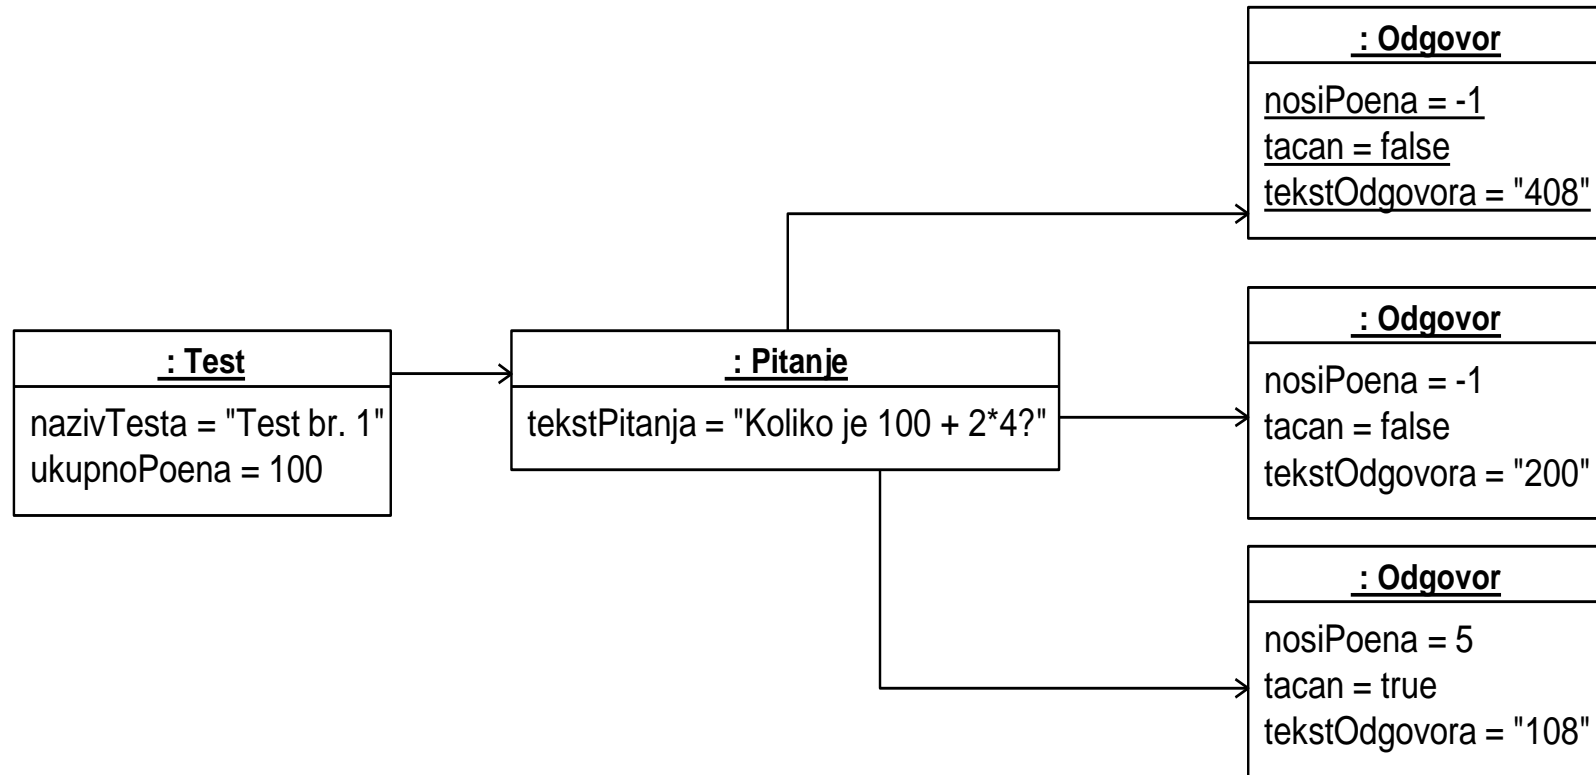 : Test
nazivTesta = "Test br. 1"
ukupnoPoena = 100
: Pitanje
tekstPitanja = "Koliko je 100 + 2*4?"
: Odgovor
nosiPoena = -1
tacan = false
tekstOdgovora = "408"
: Odgovor
nosiPoena = -1
tacan = false
tekstOdgovora = "200"
: Odgovor
nosiPoena = 5
tacan = true
tekstOdgovora = "108"